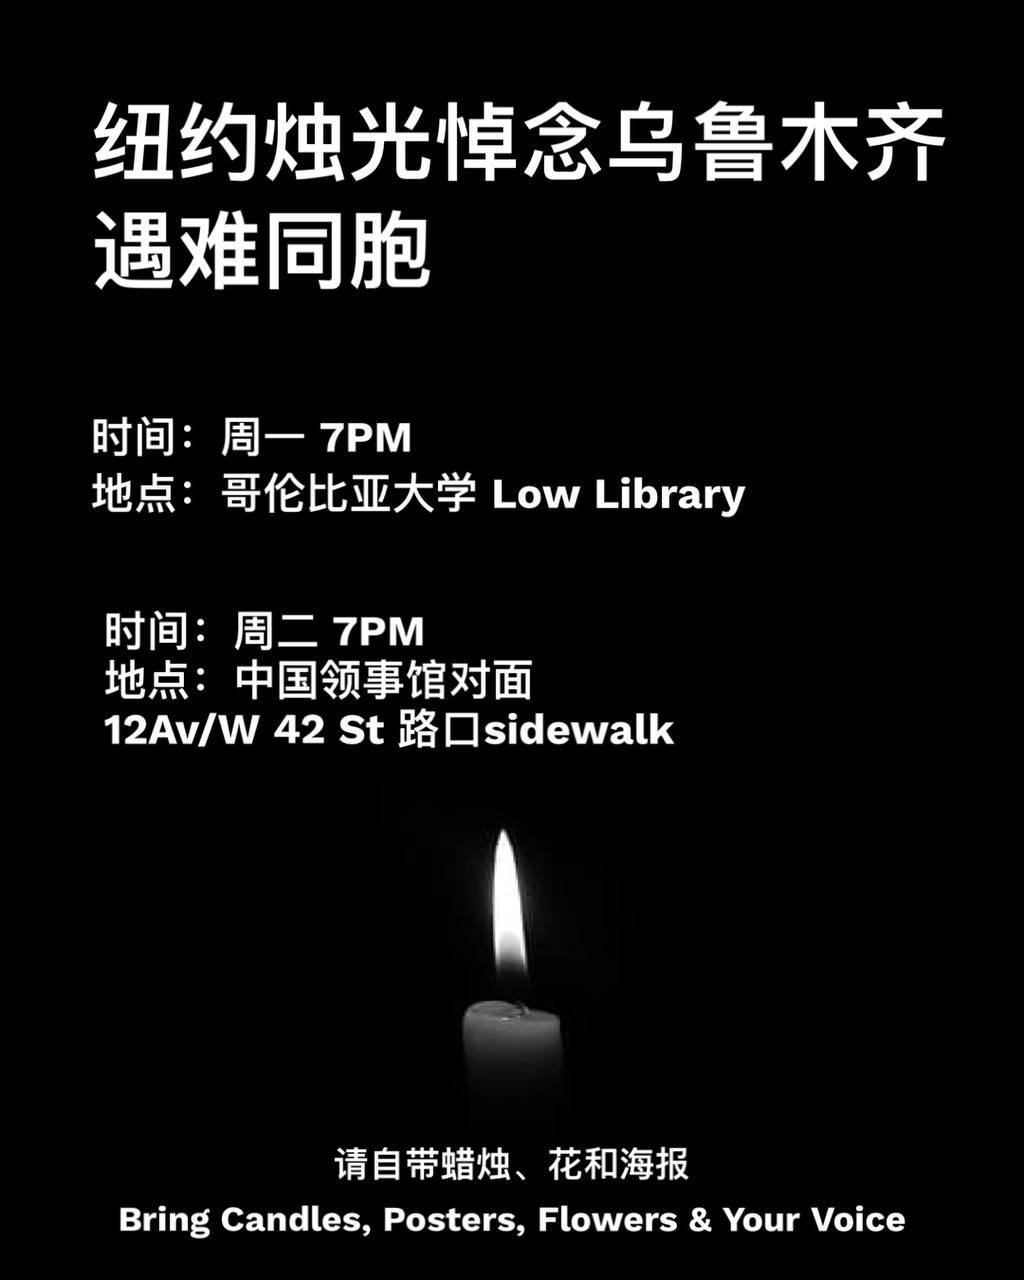 纽约烛光悼念乌鲁木齐
遇难同胞
时间：周一 7PM
地点：哥伦比亚大学 Low Library
时间：周二 7PM
地点：中国领事馆对面
12Av/W 42 St 路口sidewalk
请自带蜡烛、花和海报
Bring Candles, Posters, Flowers & Your Voice